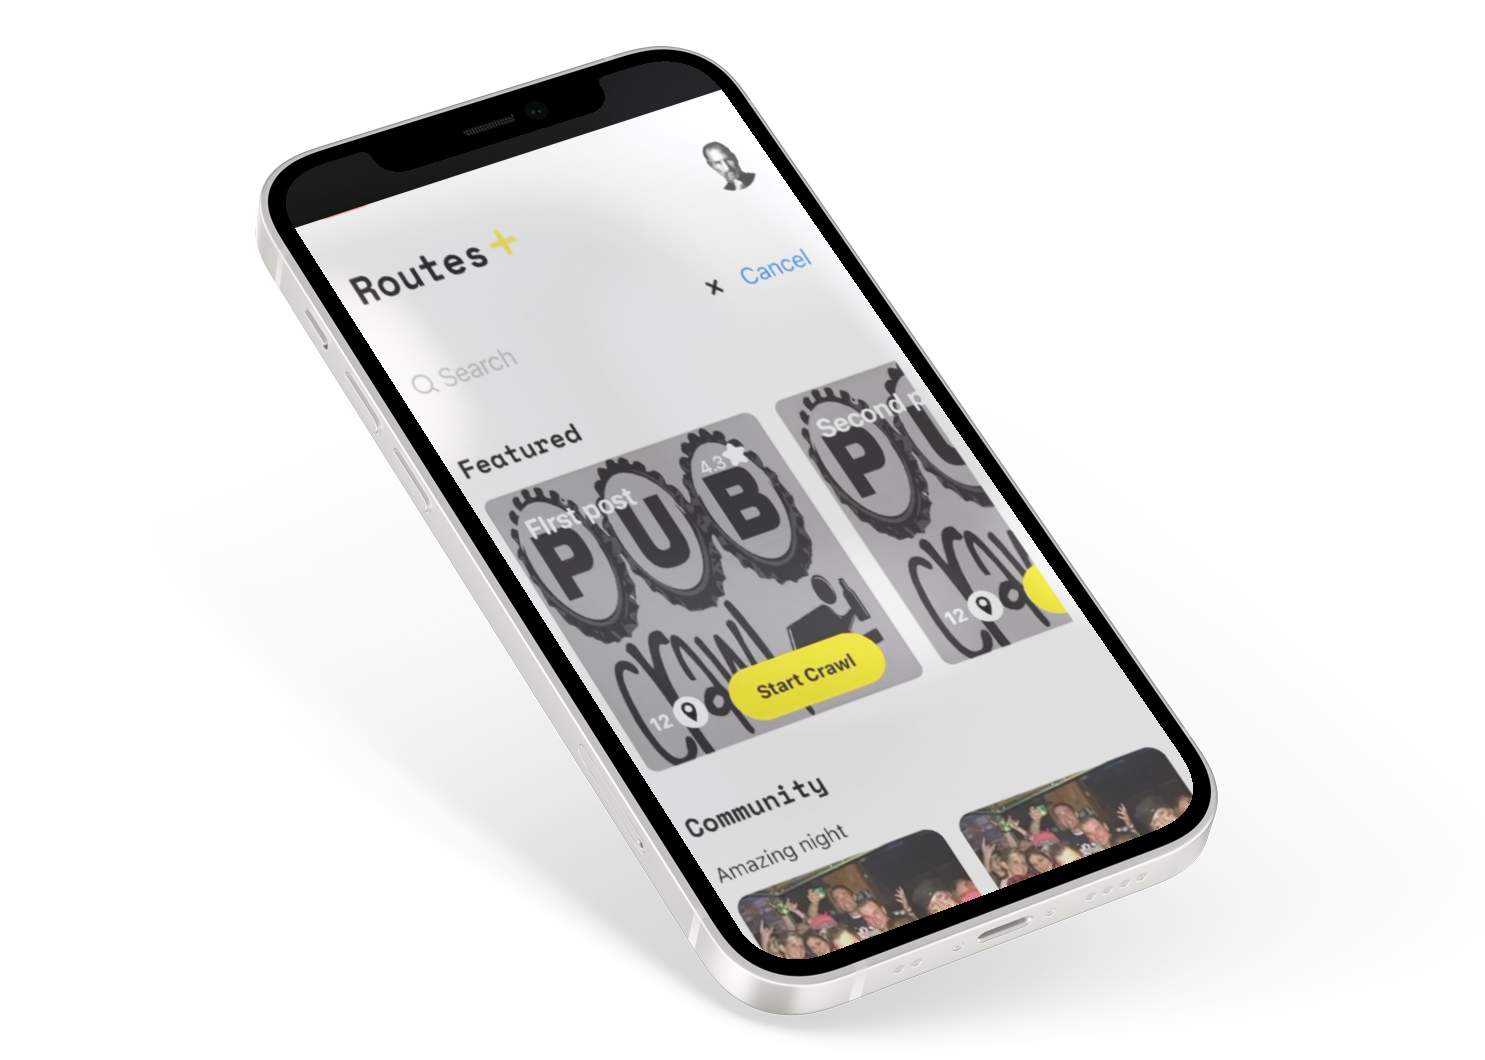 Routes+
x Cancel
Search
Featured
FIrst post
4.3
PUB
crawl
12
Start Crawl
Second p
PU
craw
12
Community
Amazing night